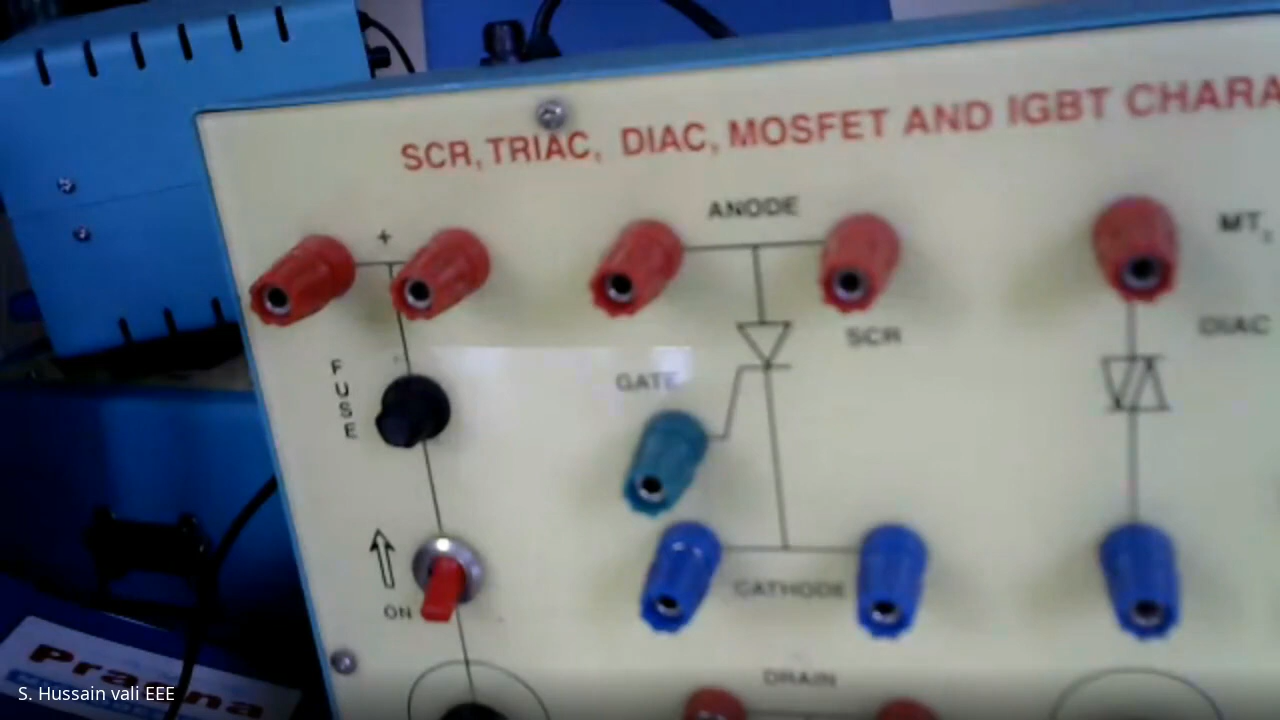 SCR, TRIAC, DIAC, MOSFET AND IGBT CHARA
ANODE
+
MT
SCR
DIAC
FUSE
GATE
ON
CATHODE
DRAIN
Pragna
S. Hussain vali EEE